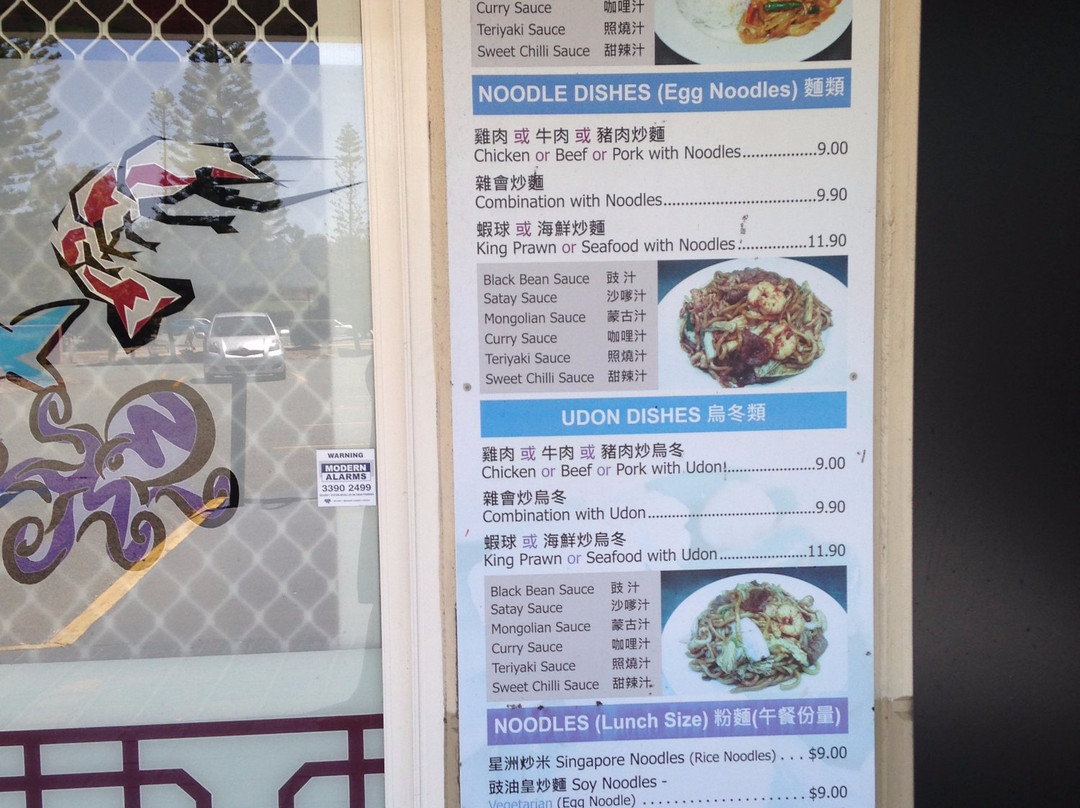 Curry Sauce 咖哩汁
Teriyaki Sauce 照燒汁
Sweet Chilli Sauce 甜辣汁
NOODLE DISHES (Egg Noodles) 麵類
雞肉 或 牛肉 或 豬肉炒麵
Chicken or Beef or Pork with Noodles..................9.00
雜會炒麵
Combination with Noodles.....................................9.90
蝦球 或 海鮮炒麵
King Prawn or Seafood with Noodles.................11.90
Black Bean Sauce 豉 汁
Satay Sauce 沙嗲汁
Mongolian Sauce 蒙古汁
Curry Sauce 咖哩汁
Teriyaki Sauce 照燒汁
Sweet Chilli Sauce 甜辣汁
UDON DISHES 烏冬類
雞肉 或 牛肉 或 豬肉炒烏冬
Chicken or Beef or Pork with Udon......................9.00
雜會炒烏冬
Combination with Udon.........................................9.90
蝦球 或 海鮮炒烏冬
King Prawn or Seafood with Udon.....................11.90
Black Bean Sauce 豉 汁
Satay Sauce 沙嗲汁
Mongolian Sauce 蒙古汁
Curry Sauce 咖哩汁
Teriyaki Sauce 照燒汁
Sweet Chilli Sauce 甜辣汁
NOODLES (Lunch Size) 粉麵(午餐份量)
星洲炒米 Singapore Noodles (Rice Noodles) . . . $9.00
豉油皇炒麵 Soy Noodles -
Vegetarian (Egg Noodle) . . . . . . . . . . . . . . . . . . . . $9.00
WARNING
MODERN
ALARMS
3390 2499